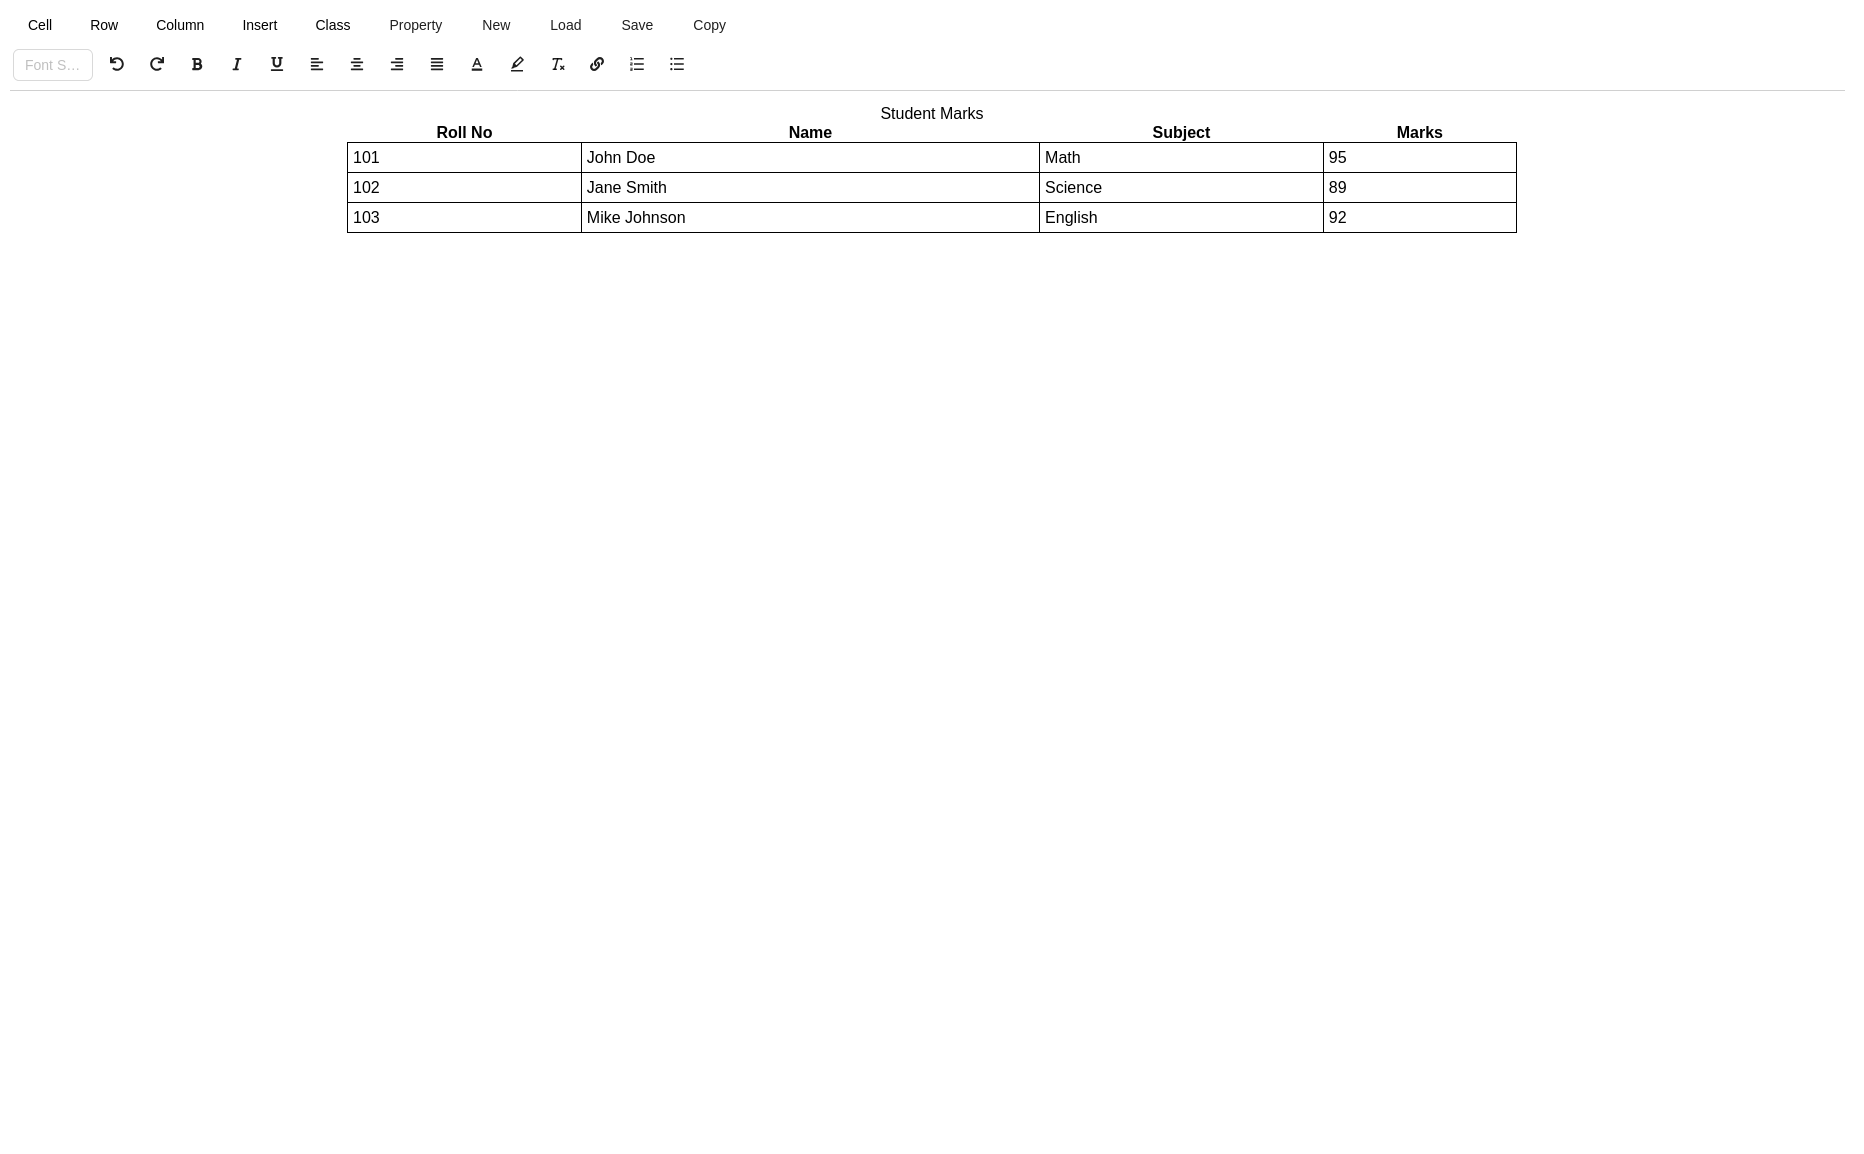 Cell Row Column Insert Class Property New Load Save Copy
Font S...
Student Marks
Roll No Name Subject Marks
101 John Doe Math 95
102 Jane Smith Science 89
103 Mike Johnson English 92